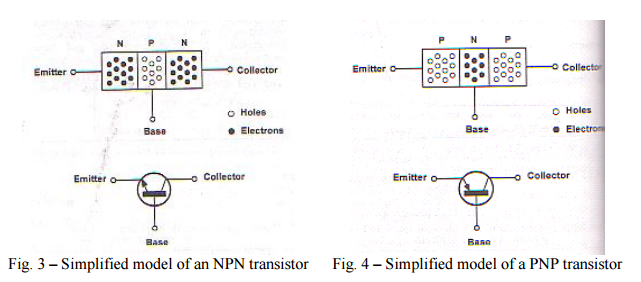 N P N
Emitter
Collector
Holes
Electrons
Base
Emitter
Collector
Base
Fig. 3 – Simplified model of an NPN transistor
P N P
Emitter
Collector
Holes
Electrons
Base
Emitter
Collector
Base
Fig. 4 – Simplified model of a PNP transistor